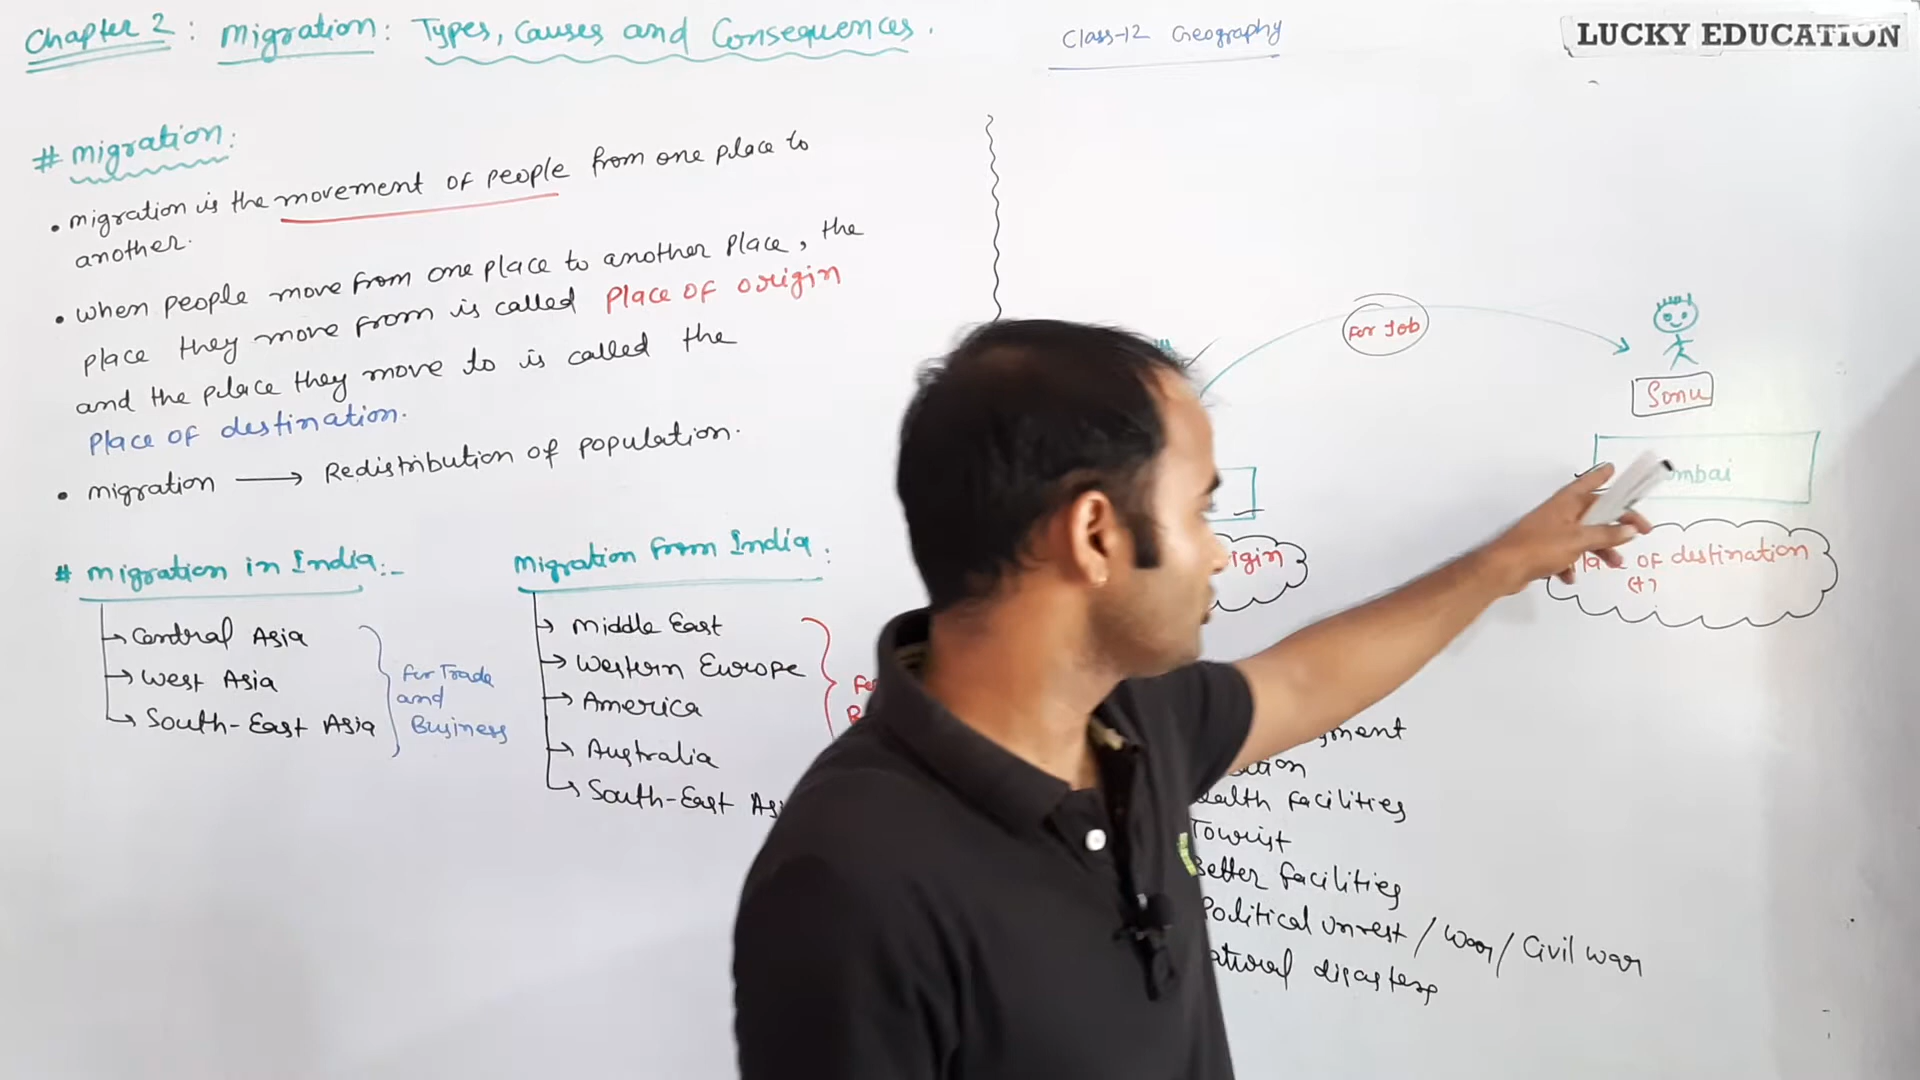 Chapter 2 : Migration : Types, Causes and Consequences.
Class-12 Geography
LUCKY EDUCATION
# Migration:
• Migration is the movement of people from one place to
another.
• when people move from one place to another place, the
place they move from is called Place of origin
and the place they move to is called the
Place of destination.
• Migration ⟶ Redistribution of population.
# Migration in India:-
→ Central Asia
→ West Asia
→ South-East Asia
For Trade
and
Business
Migration from India:
→ Middle East
→ Western Europe
→ America
→ Australia
→ South-East
For Job
Sonu
of destination
(+)
facilities
Tourist
Better facilities
Political unrest / War / Civil war
disasters